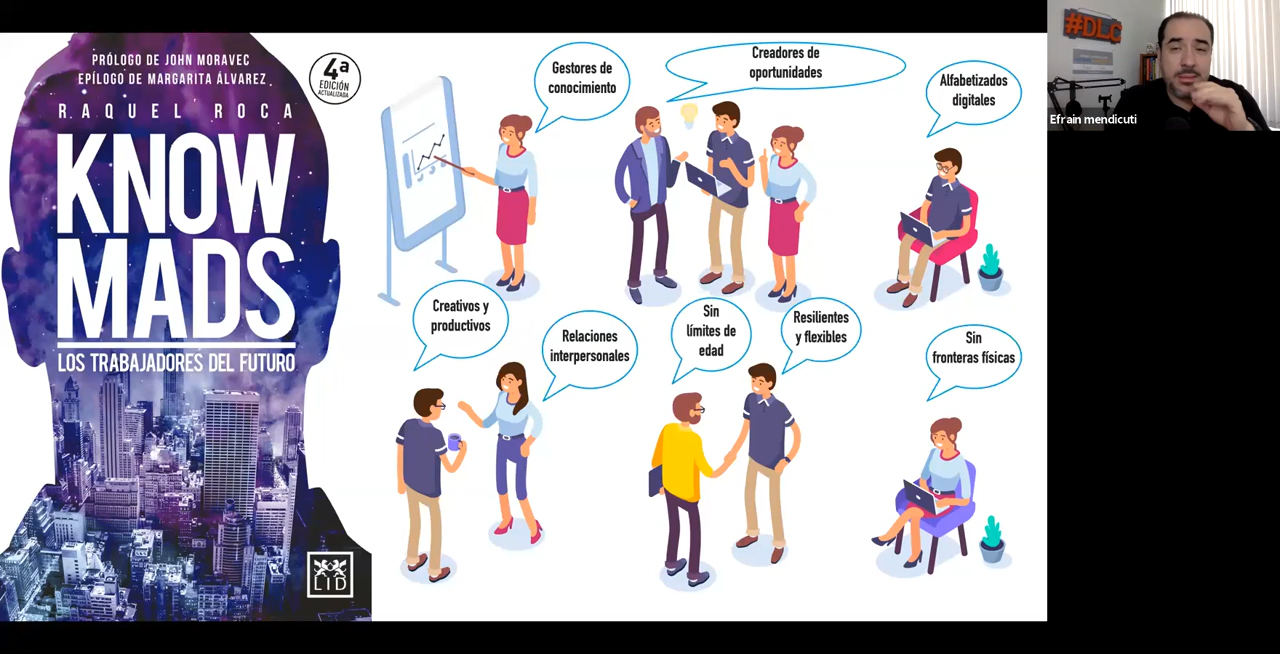 PRÓLOGO DE JOHN MORAVEC
EPÍLOGO DE MARGARITA ÁLVAREZ
4ª
EDICIÓN
ACTUALIZADA
RAQUEL ROCA
KNOW
MADS
LOS TRABAJADORES DEL FUTURO
LID
Gestores de
conocimiento
Creadores de
oportunidades
Alfabetizados
digitales
Creativos y
productivos
Relaciones
interpersonales
Sin
límites de
edad
Resilientes
y flexibles
Sin
fronteras físicas
#DLC
Efrain mendicuti